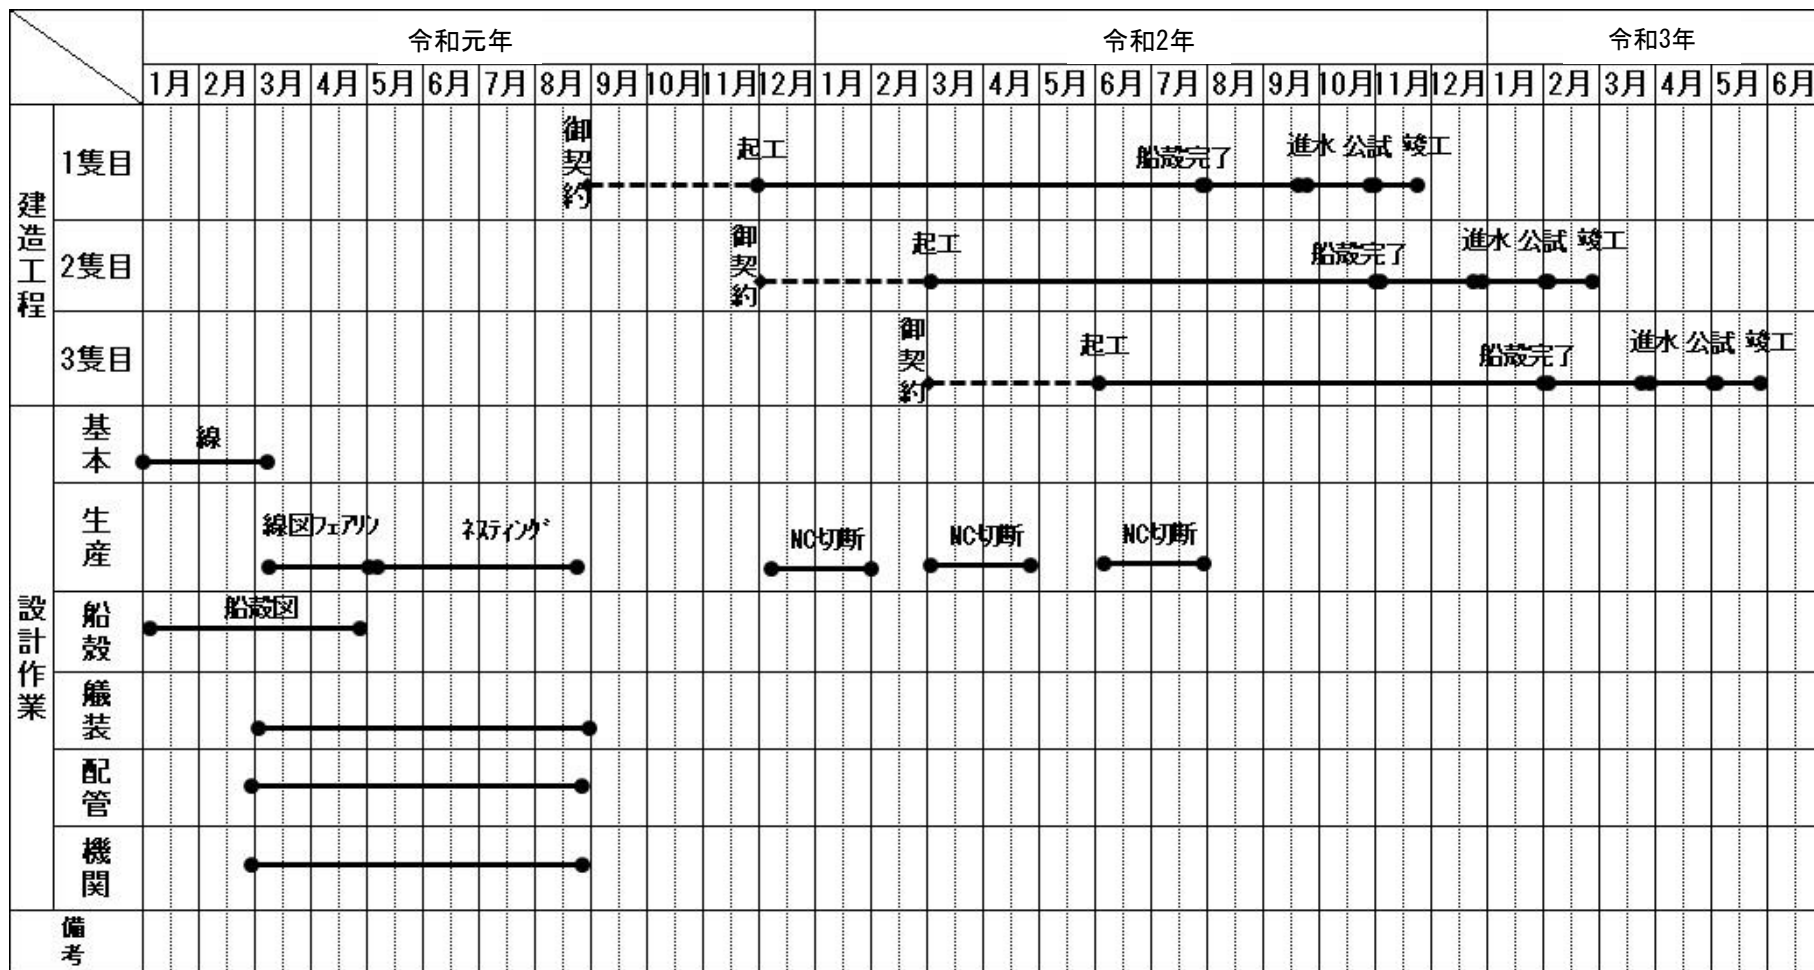 令和元年 令和2年 令和3年
1月 2月 3月 4月 5月 6月 7月 8月 9月 10月 11月 12月 1月 2月 3月 4月 5月 6月 7月 8月 9月 10月 11月 12月 1月 2月 3月 4月 5月 6月
建造工程
1隻目
御契約 起工 船殻完了 進水 公試 竣工
2隻目
御契約 起工 船殻完了 進水 公試 竣工
3隻目
御契約 起工 船殻完了 進水 公試 竣工
設計作業
基本
線
生産
線図フェアリン ネスティング NC切断 NC切断 NC切断
船殻
船殻図
艤装
配管
機関
備考